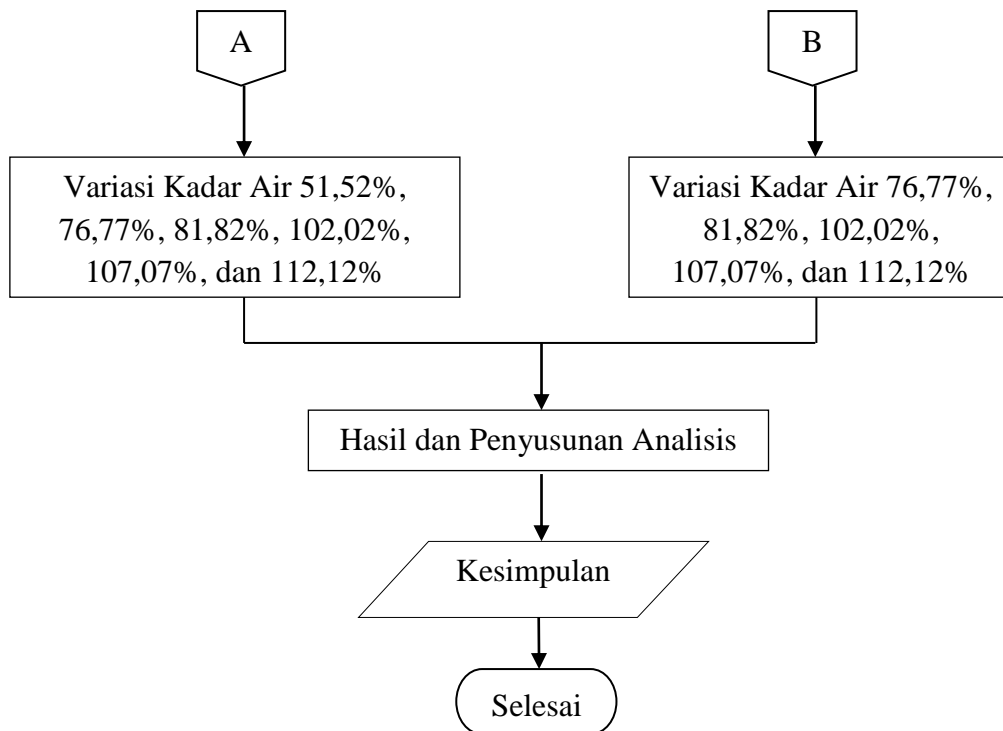 A
B
Variasi Kadar Air 51,52%,
76,77%, 81,82%, 102,02%,
107,07%, dan 112,12%
Variasi Kadar Air 76,77%,
81,82%, 102,02%,
107,07%, dan 112,12%
Hasil dan Penyusunan Analisis
Kesimpulan
Selesai